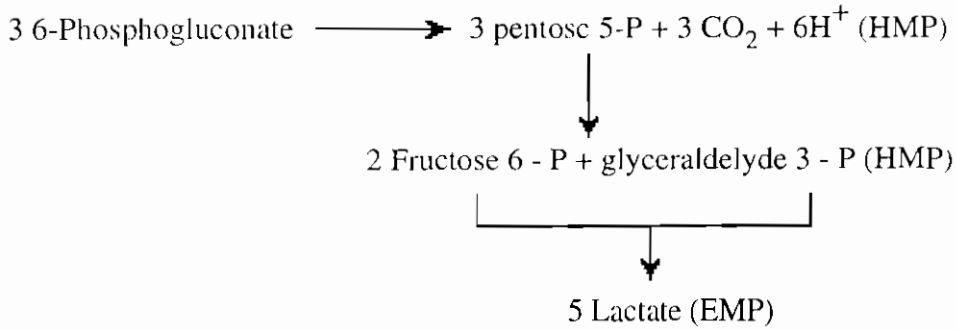 3 6-Phosphogluconate 3 pentosc 5-P + 3 CO₂ + 6H⁺ (HMP)
2 Fructose 6 - P + glyceraldelyde 3 - P (HMP)
5 Lactate (EMP)